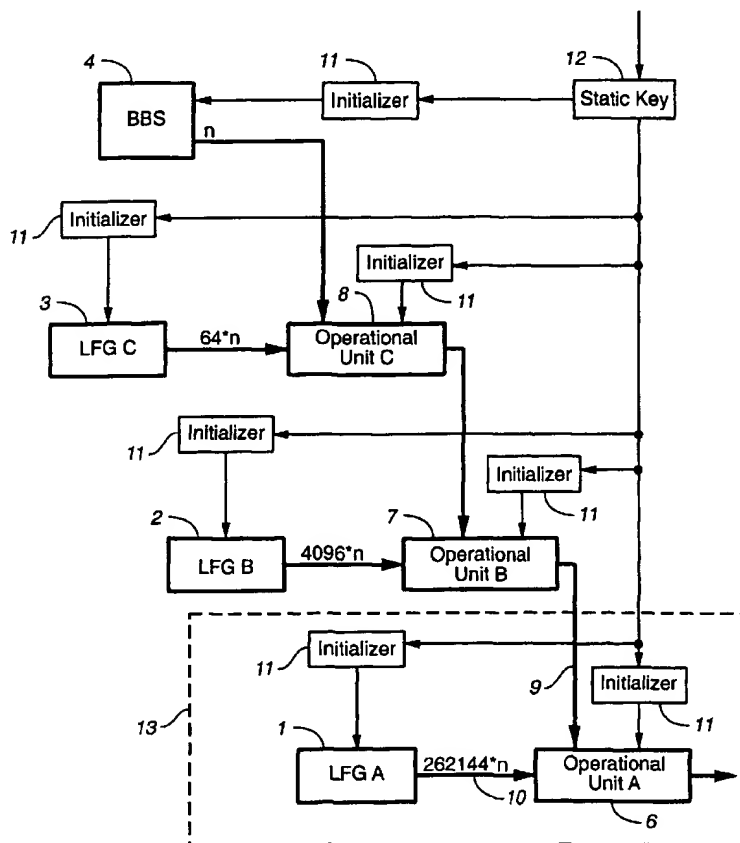 4
11
12
BBS
Initializer
Static Key
n
Initializer
11
Initializer
11
3
8
LFG C
64*n
Operational
Unit C
Initializer
11
Initializer
11
2
7
LFG B
4096*n
Operational
Unit B
Initializer
11
9
Initializer
11
13
1
LFG A
262144*n
10
Operational
Unit A
6